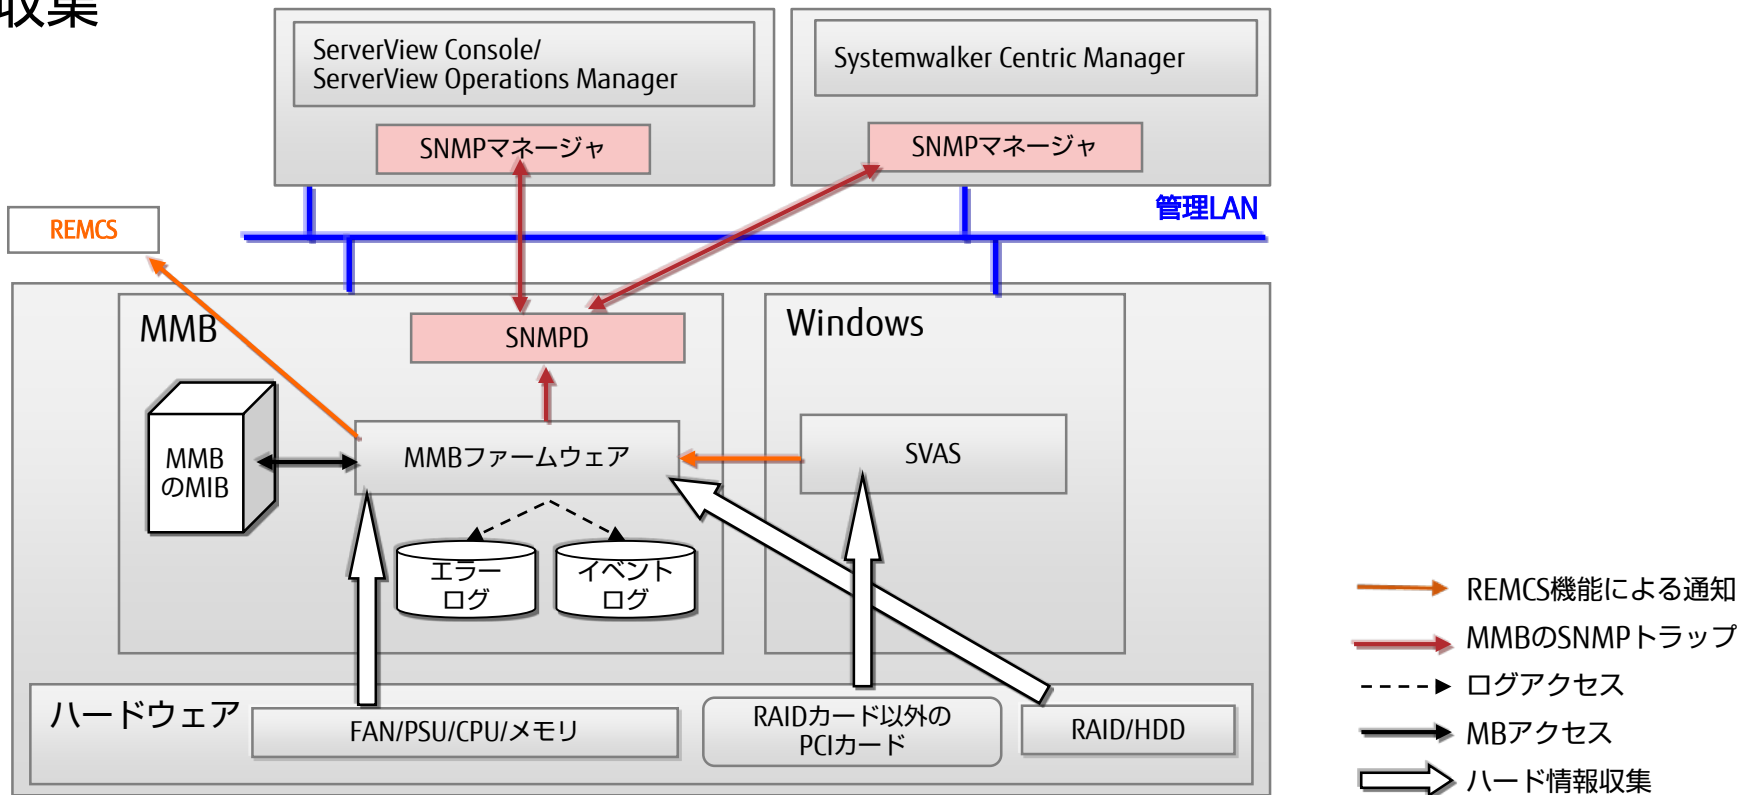 収集
ServerView Console/
ServerView Operations Manager
Systemwalker Centric Manager
SNMPマネージャ
SNMPマネージャ
管理LAN
REMCS
MMB
SNMPD
Windows
MMB
のMIB
MMBファームウェア
SVAS
エラー
ログ
イベント
ログ
ハードウェア
FAN/PSU/CPU/メモリ
RAIDカード以外の
PCIカード
RAID/HDD
REMCS機能による通知
MMBのSNMPトラップ
ログアクセス
MBアクセス
ハード情報収集